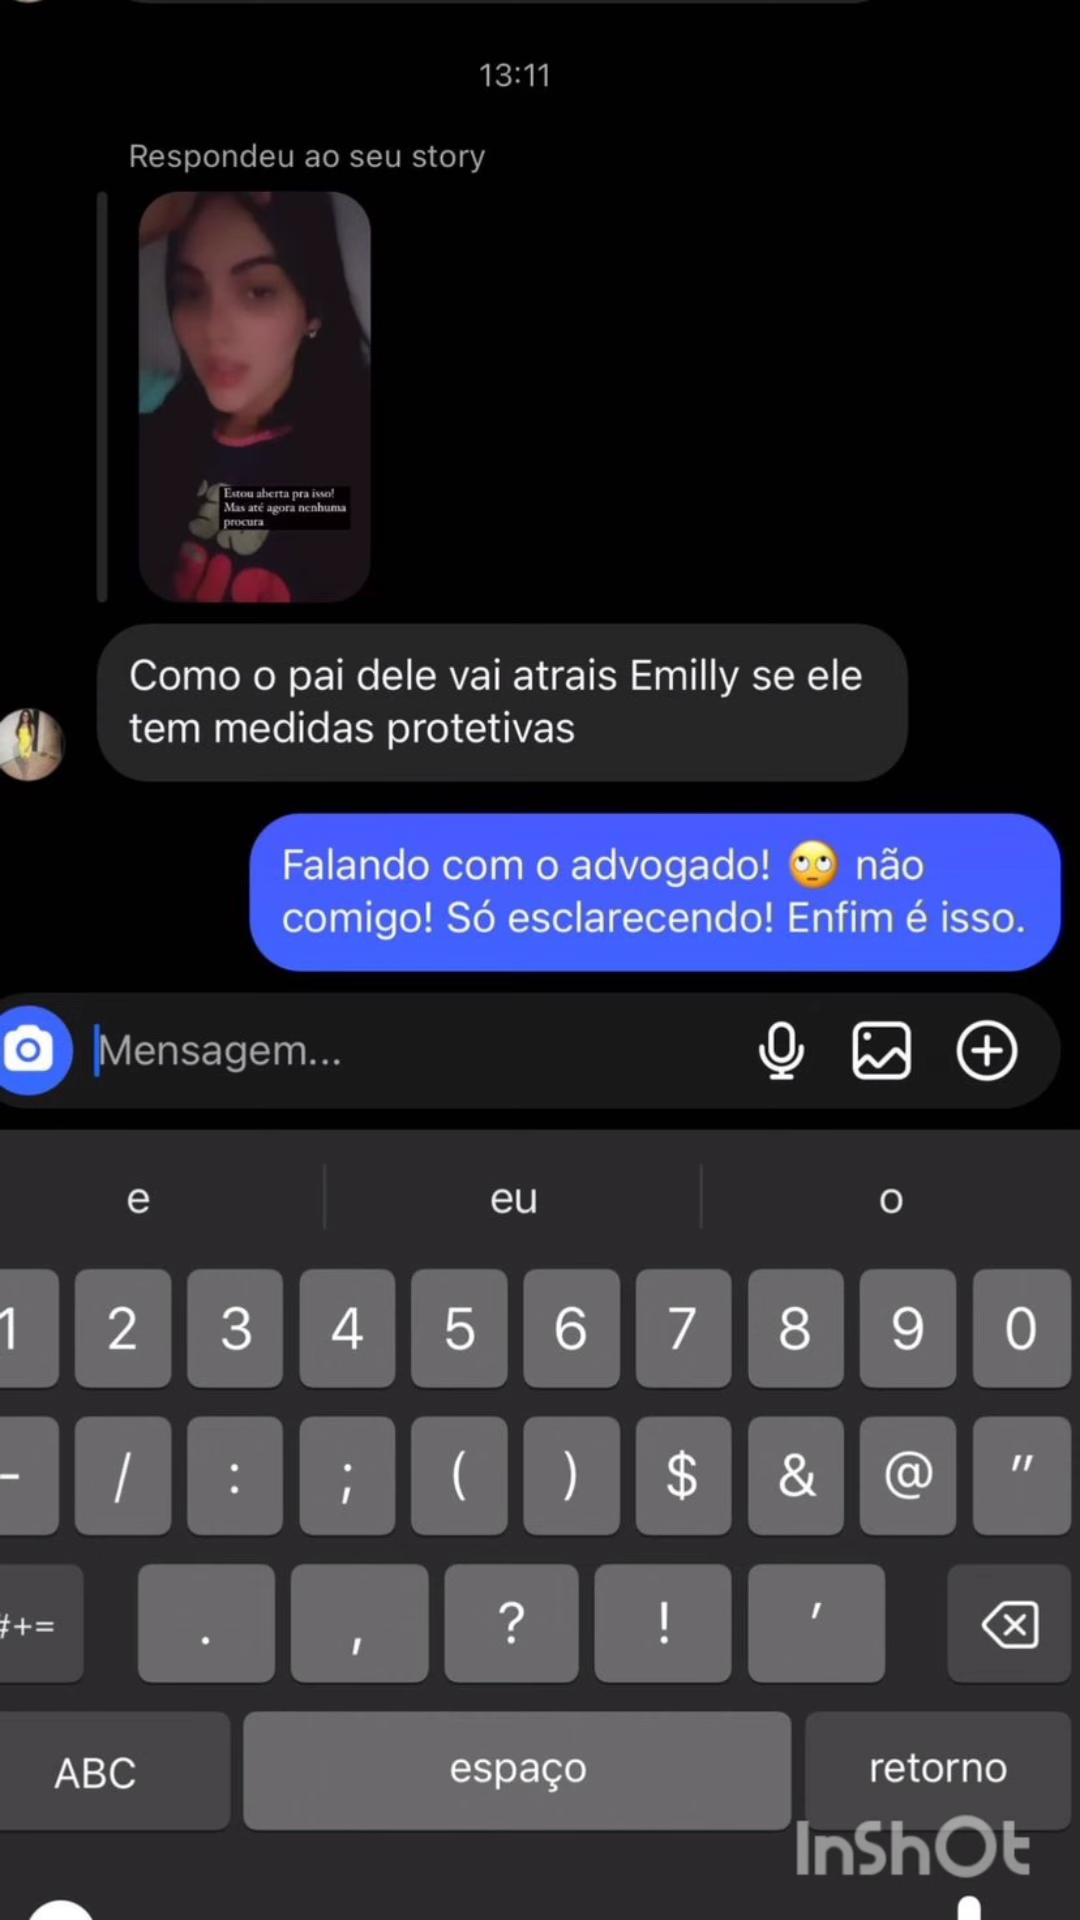 13:11
Respondeu ao seu story
Estou aberta pra isso!
Mas até agora nenhuma
procura
Como o pai dele vai atrais Emilly se ele
tem medidas protetivas
Falando com o advogado! 🙄 não
comigo! Só esclarecendo! Enfim é isso.
Mensagem...
e eu o
1 2 3 4 5 6 7 8 9 0
- / : ; ( ) $ & @ "
#+= . , ? ! '
ABC espaço retorno
InShOt